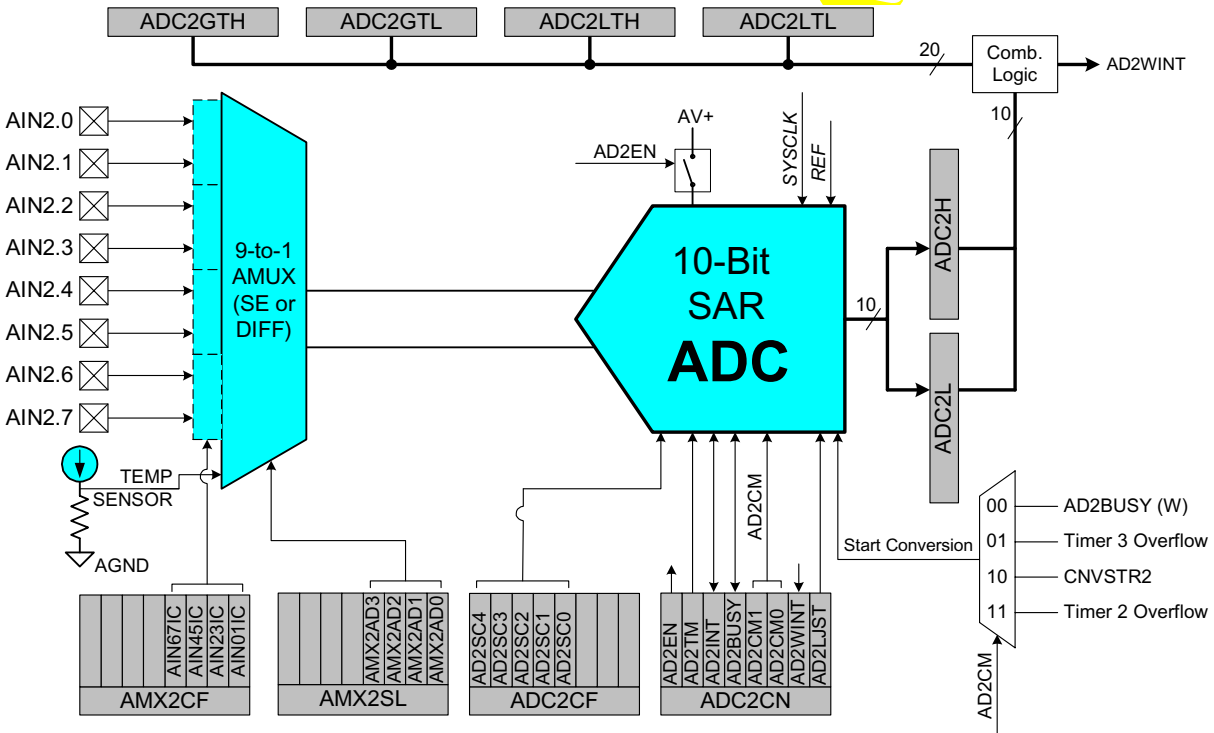 ADC2GTH
ADC2GTL
ADC2LTH
ADC2LTL
20
Comb.
Logic
AD2WINT
10
AIN2.0
AIN2.1
AIN2.2
AIN2.3
AIN2.4
AIN2.5
AIN2.6
AIN2.7
9-to-1
AMUX
(SE or
DIFF)
AV+
AD2EN
SYSCLK
REF
10-Bit
SAR
ADC
10
ADC2H
ADC2L
TEMP
SENSOR
AGND
AD2CM
Start Conversion
00
AD2BUSY (W)
01
Timer 3 Overflow
10
CNVSTR2
11
Timer 2 Overflow
AD2CM
AIN67IC
AIN45IC
AIN23IC
AIN01IC
AMX2CF
AMX2AD3
AMX2AD2
AMX2AD1
AMX2AD0
AMX2SL
AD2SC4
AD2SC3
AD2SC2
AD2SC1
AD2SC0
ADC2CF
AD2EN
AD2TM
AD2INT
AD2BUSY
AD2CM1
AD2CM0
AD2WINT
AD2LJST
ADC2CN